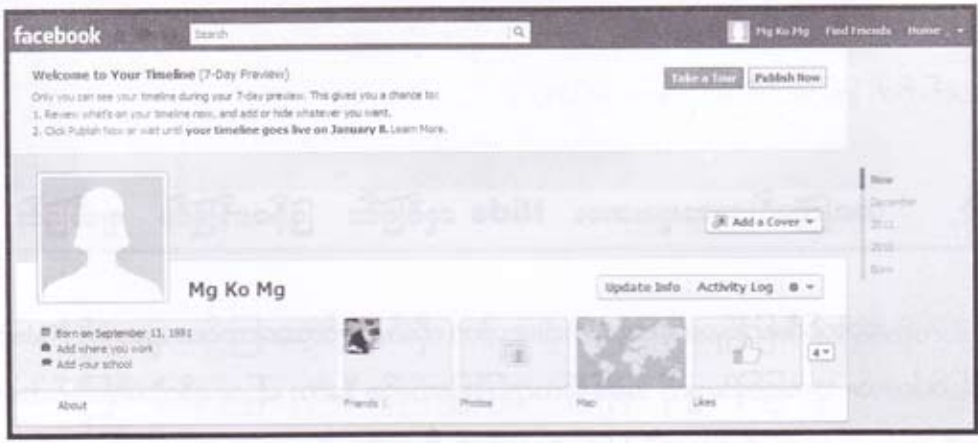 facebook Search Mg Ko Mg Find Friends Home
Welcome to Your Timeline (7-Day Preview) Take a Tour Publish Now
Only you can see your timeline during your 7-day preview. This gives you a chance to:
1. Review what's on your timeline now, and add or hide whatever you want.
2. Click Publish Now or wait until your timeline goes live on January 8. Learn More.
Now
December
2011
Add a Cover
Born
Mg Ko Mg Update Info Activity Log
Born on September 13, 1981
Add where you work 4
Add your school
About Friends 1 Photos Map Likes